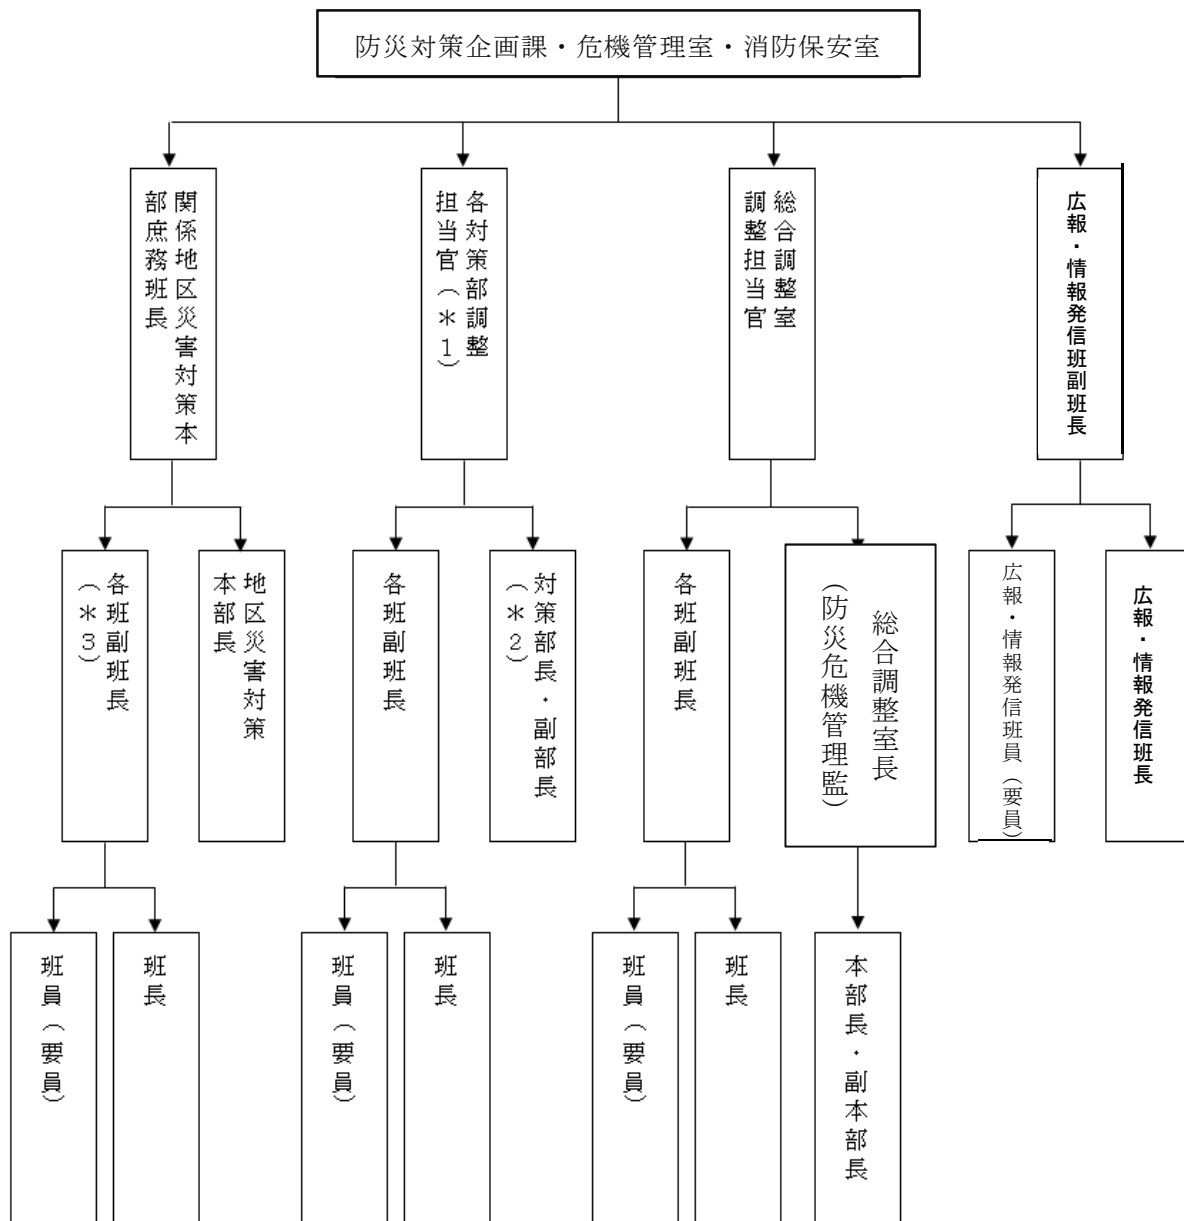 防災対策企画課・危機管理室・消防保安室
関係地区災害対策本
部庶務班長
各対策部調整
担当官(＊1)
総合調整室
調整担当官
広報・情報発信班副班長
各班副班長
(＊3)
地区災害対策
本部長
各班副班長
対策部長・副部長
(＊2)
各班副班長
総合調整室長
(防災危機管理監)
広報・情報発信班員(要員)
広報・情報発信班長
班員(要員)
班長
班員(要員)
班長
班員(要員)
班長
本部長・副本部長